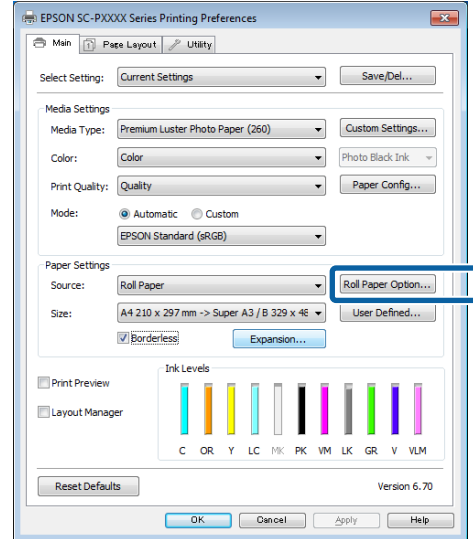 EPSON SC-PXXXX Series Printing Preferences
Main Page Layout Utility
Select Setting: Current Settings Save/Del...
Media Settings
Media Type: Premium Luster Photo Paper (260) Custom Settings...
Color: Color Photo Black Ink
Print Quality: Quality Paper Config...
Mode: Automatic Custom
EPSON Standard (sRGB)
Paper Settings
Source: Roll Paper Roll Paper Option...
Size: A4 210 x 297 mm -> Super A3 / B 329 x 48 User Defined...
Borderless Expansion...
Ink Levels
Print Preview
Layout Manager
C OR Y LC MK PK VM LK GR V VLM
Reset Defaults Version 6.70
OK Cancel Apply Help